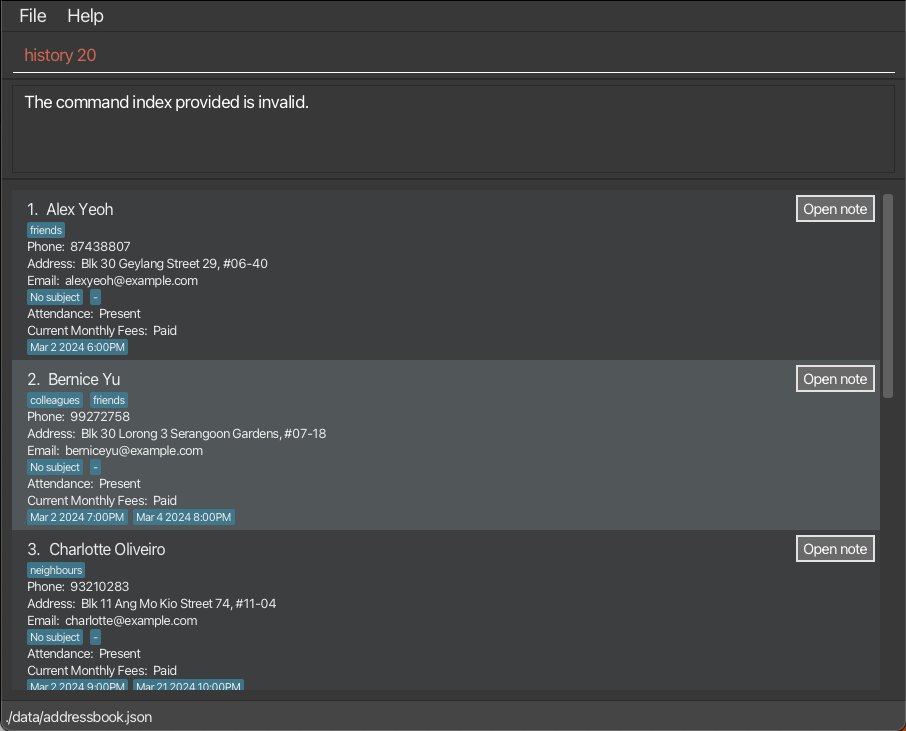 File Help
history 20
The command index provided is invalid.
1. Alex Yeoh Open note
friends
Phone: 87438807
Address: Blk 30 Geylang Street 29, #06-40
Email: alexyeoh@example.com
No subject -
Attendance: Present
Current Monthly Fees: Paid
Mar 2 2024 6:00PM
2. Bernice Yu Open note
colleagues friends
Phone: 99272758
Address: Blk 30 Lorong 3 Serangoon Gardens, #07-18
Email: berniceyu@example.com
No subject -
Attendance: Present
Current Monthly Fees: Paid
Mar 2 2024 7:00PM Mar 4 2024 8:00PM
3. Charlotte Oliveiro Open note
neighbours
Phone: 93210283
Address: Blk 11 Ang Mo Kio Street 74, #11-04
Email: charlotte@example.com
No subject -
Attendance: Present
Current Monthly Fees: Paid
Mar 2 2024 9:00PM Mar 21 2024 10:00PM
./data/addressbook.json